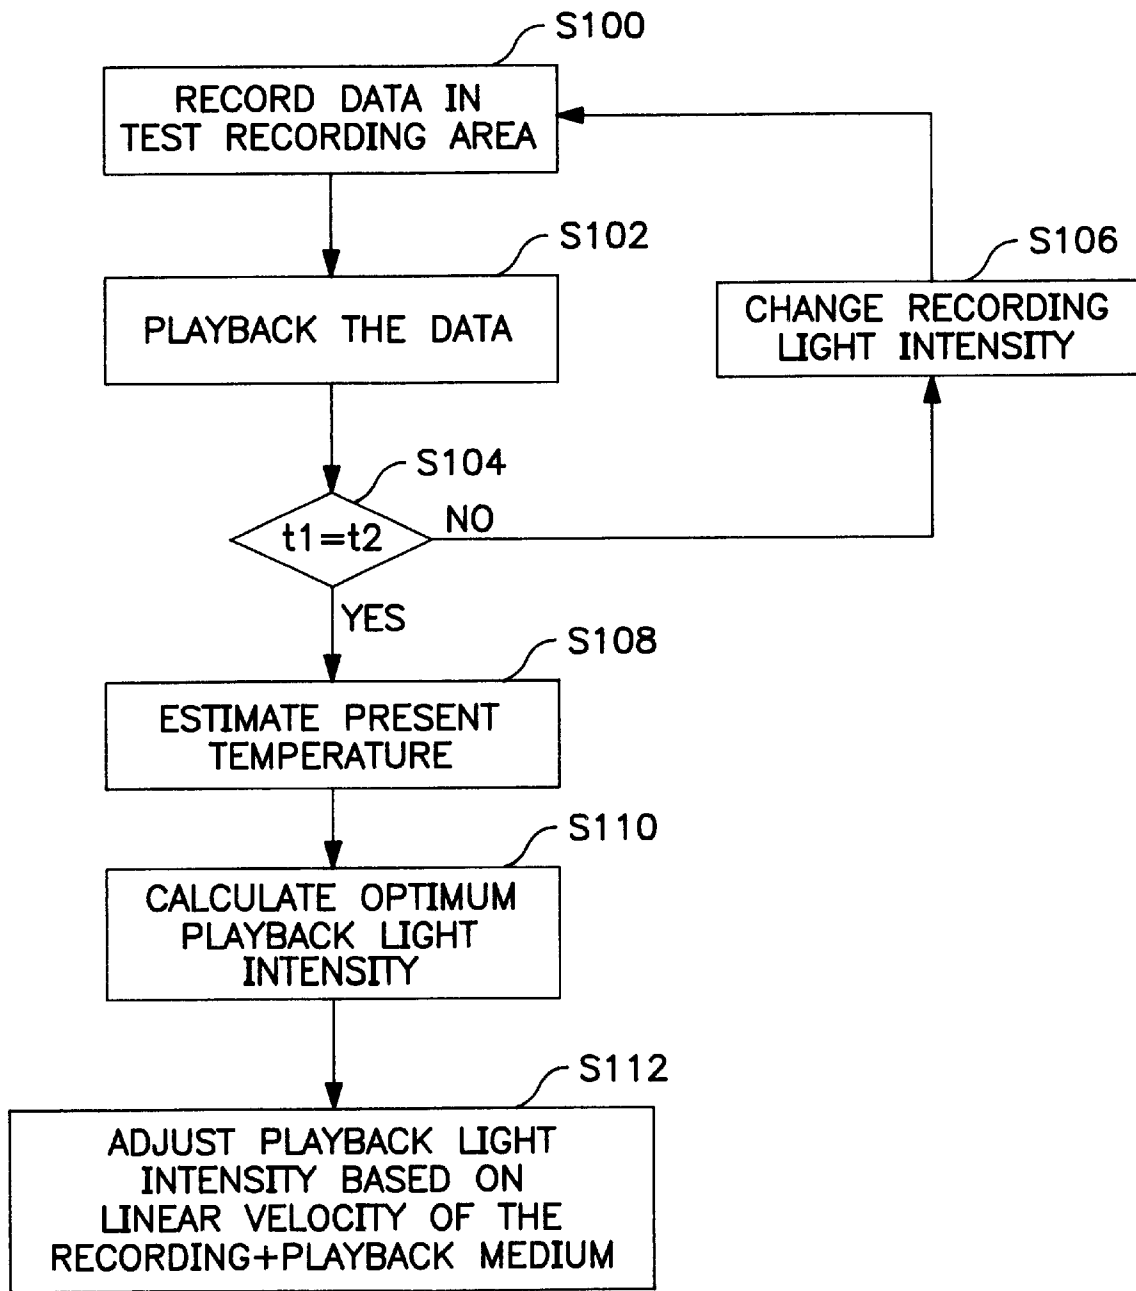 S100
RECORD DATA IN
TEST RECORDING AREA
S102
PLAYBACK THE DATA
S106
CHANGE RECORDING
LIGHT INTENSITY
S104
t1=t2
NO
YES
S108
ESTIMATE PRESENT
TEMPERATURE
S110
CALCULATE OPTIMUM
PLAYBACK LIGHT
INTENSITY
S112
ADJUST PLAYBACK LIGHT
INTENSITY BASED ON
LINEAR VELOCITY OF THE
RECORDING+PLAYBACK MEDIUM